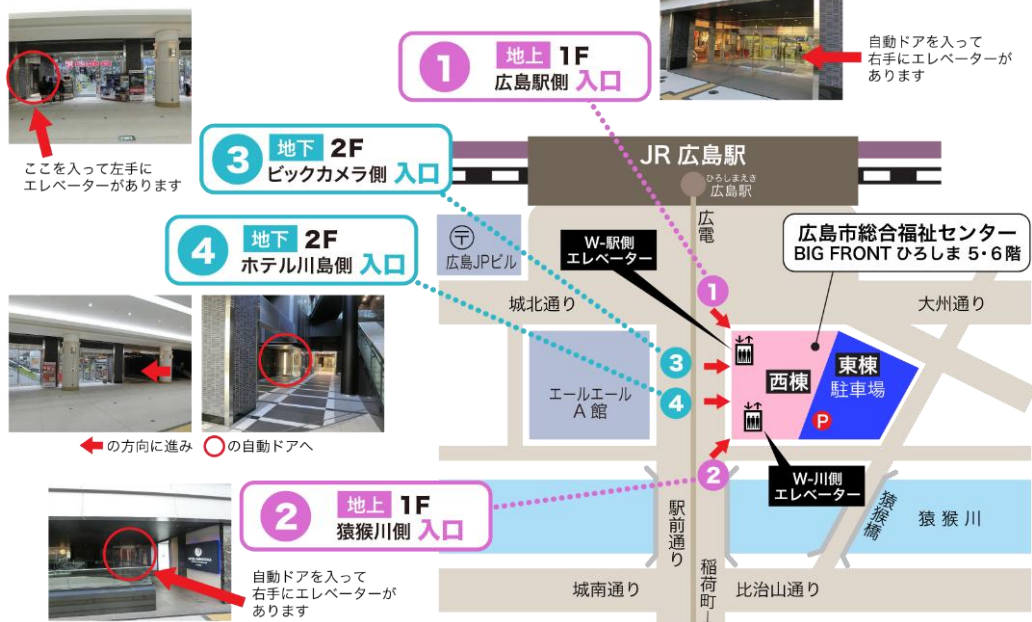 1
地上 1F
広島駅側 入口
自動ドアを入って
右手にエレベーターが
あります
ここを入って左手に
エレベーターがあります
3
地下 2F
ビックカメラ側 入口
4
地下 2F
ホテル川島側 入口
JR 広島駅
ひろしまえき
広島駅
広電
〒
広島JPビル
W-駅側
エレベーター
広島市総合福祉センター
BIG FRONT ひろしま 5・6階
城北通り
大州通り
1
3
4
エールエール
A 館
西棟
東棟
駐車場
P
W-川側
エレベーター
2
の方向に進み
の自動ドアへ
2
地上 1F
猿猴川側 入口
自動ドアを入って
右手にエレベーターが
あります
駅前通り
猿猴橋
猿猴川
城南通り
稲荷町
比治山通り